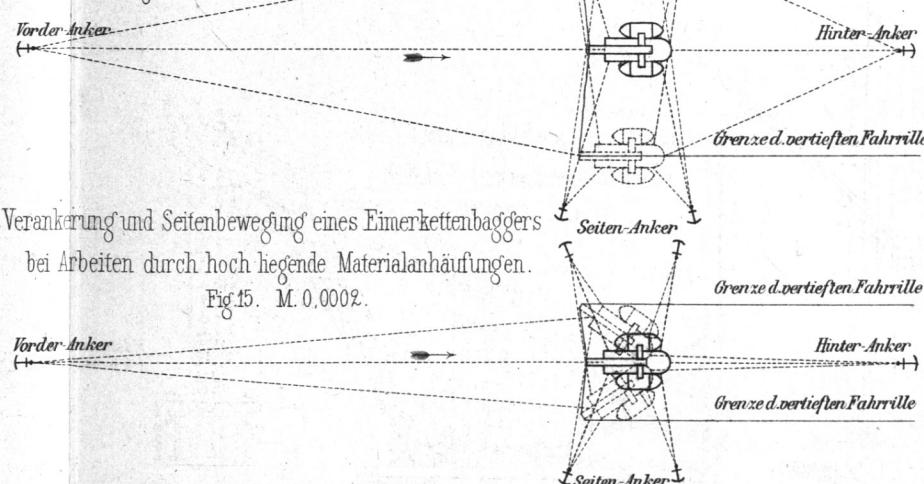 Vorder-Anker
Hinter-Anker
Grenze d. vertieften Fahrrille
Seiten-Anker
Verankerung und Seitenbewegung eines Eimerkettenbaggers
bei Arbeiten durch hoch liegende Materialanhäufungen.
Fig. 15. M. 0,0002.
Grenze d. vertieften Fahrrille
Vorder-Anker
Hinter-Anker
Grenze d. vertieften Fahrrille
Seiten-Anker